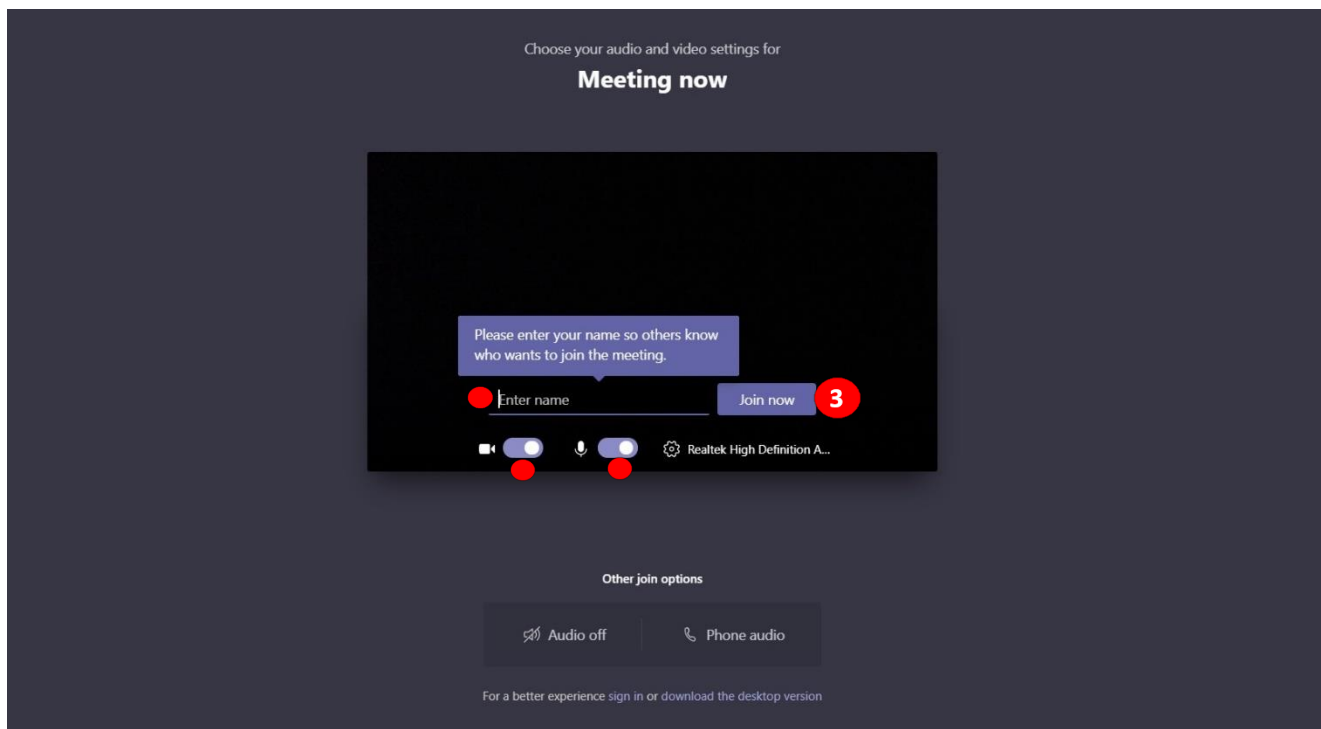 Choose your audio and video settings for
Meeting now
Please enter your name so others know
who wants to join the meeting.
Enter name
Join now
3
Realtek High Definition A...
Other join options
Audio off
Phone audio
For a better experience sign in or download the desktop version